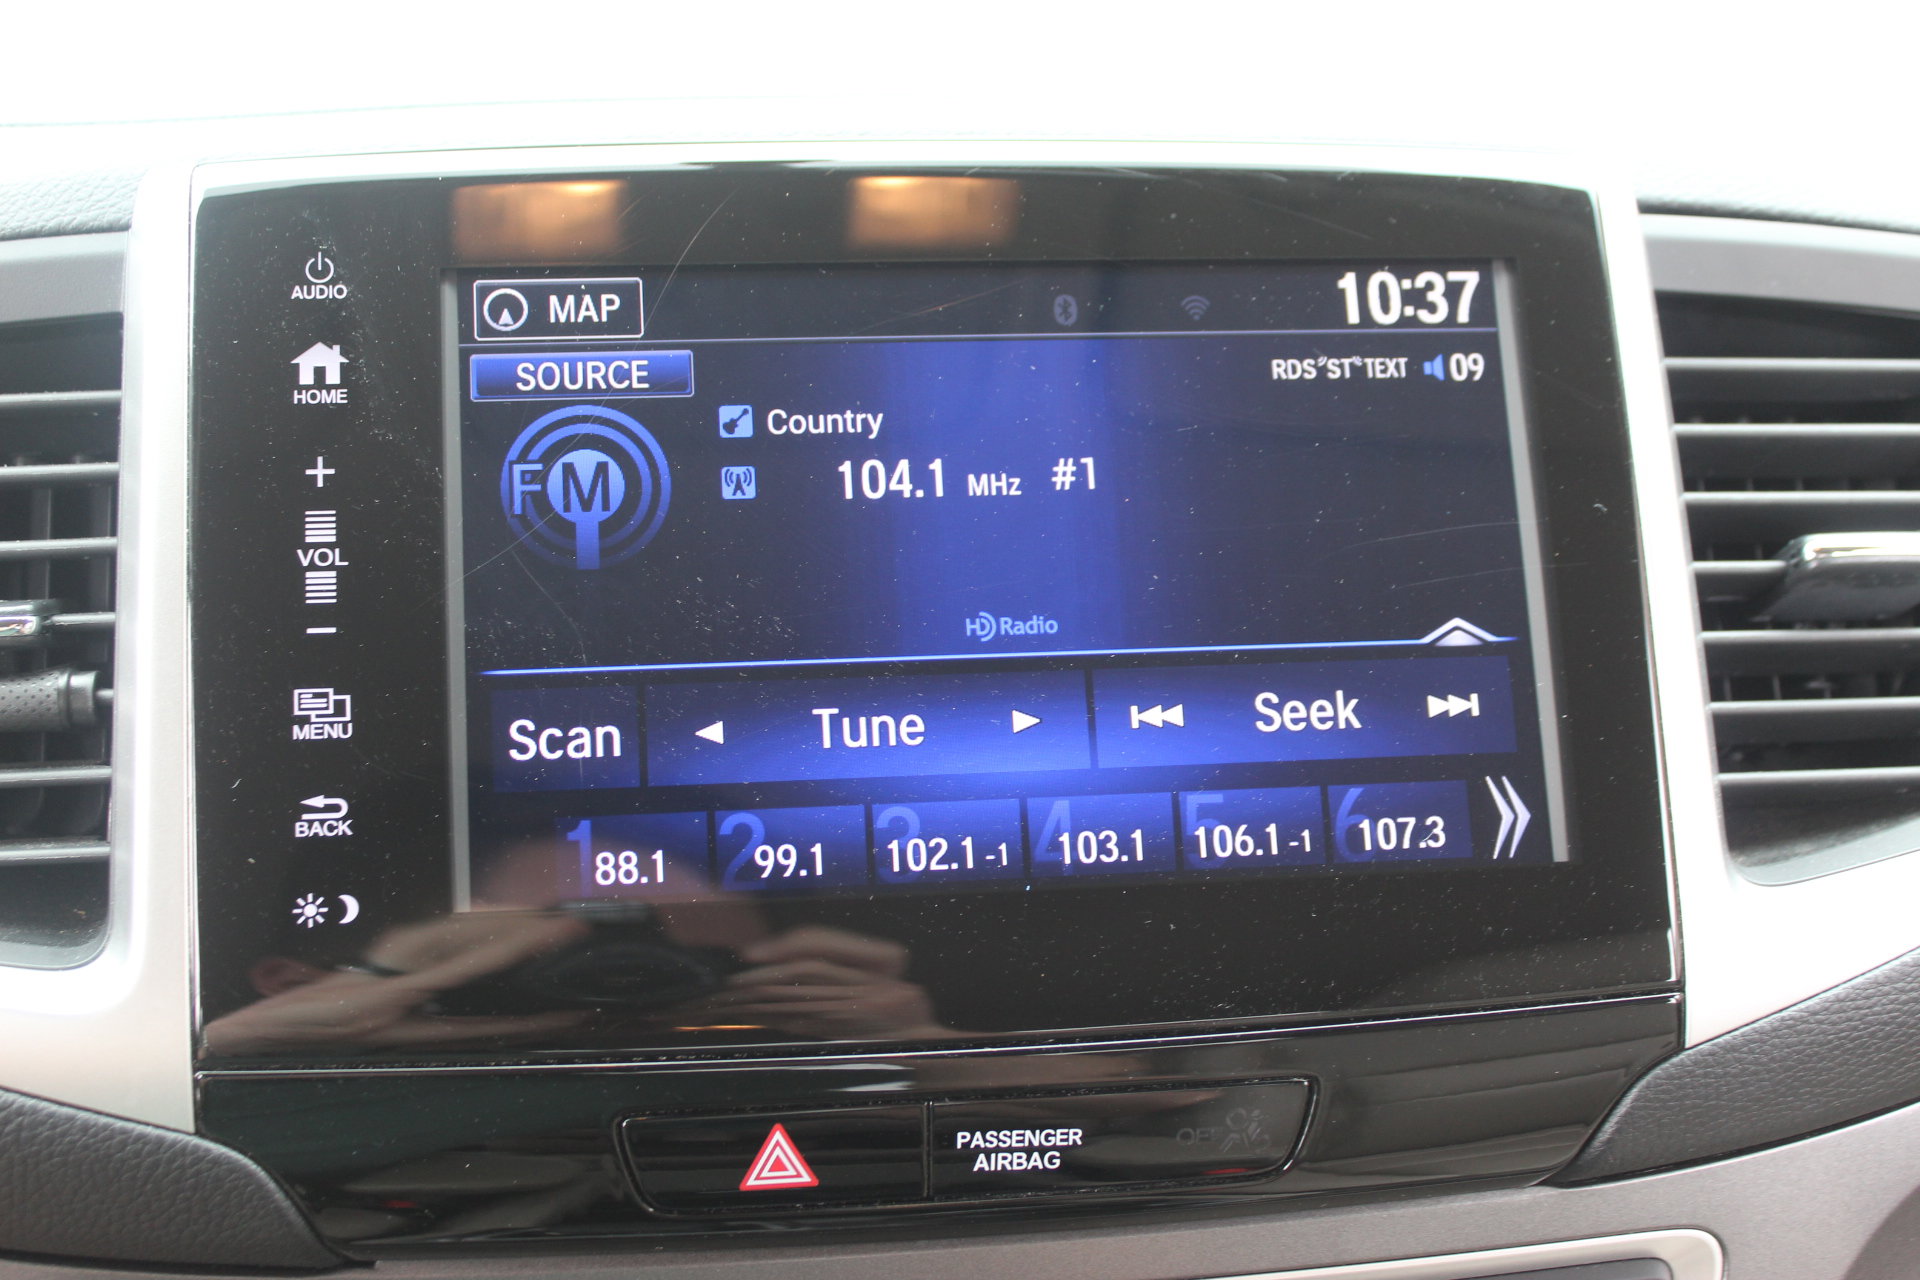 AUDIO
HOME
+
VOL
−
MENU
BACK
MAP
10:37
SOURCE
RDS ST TEXT 09
FM
Country
104.1 MHz #1
HD Radio
Scan Tune Seek
1 88.1 2 99.1 3 102.1-1 4 103.1 5 106.1-1 6 107.3
PASSENGER
AIRBAG
OFF